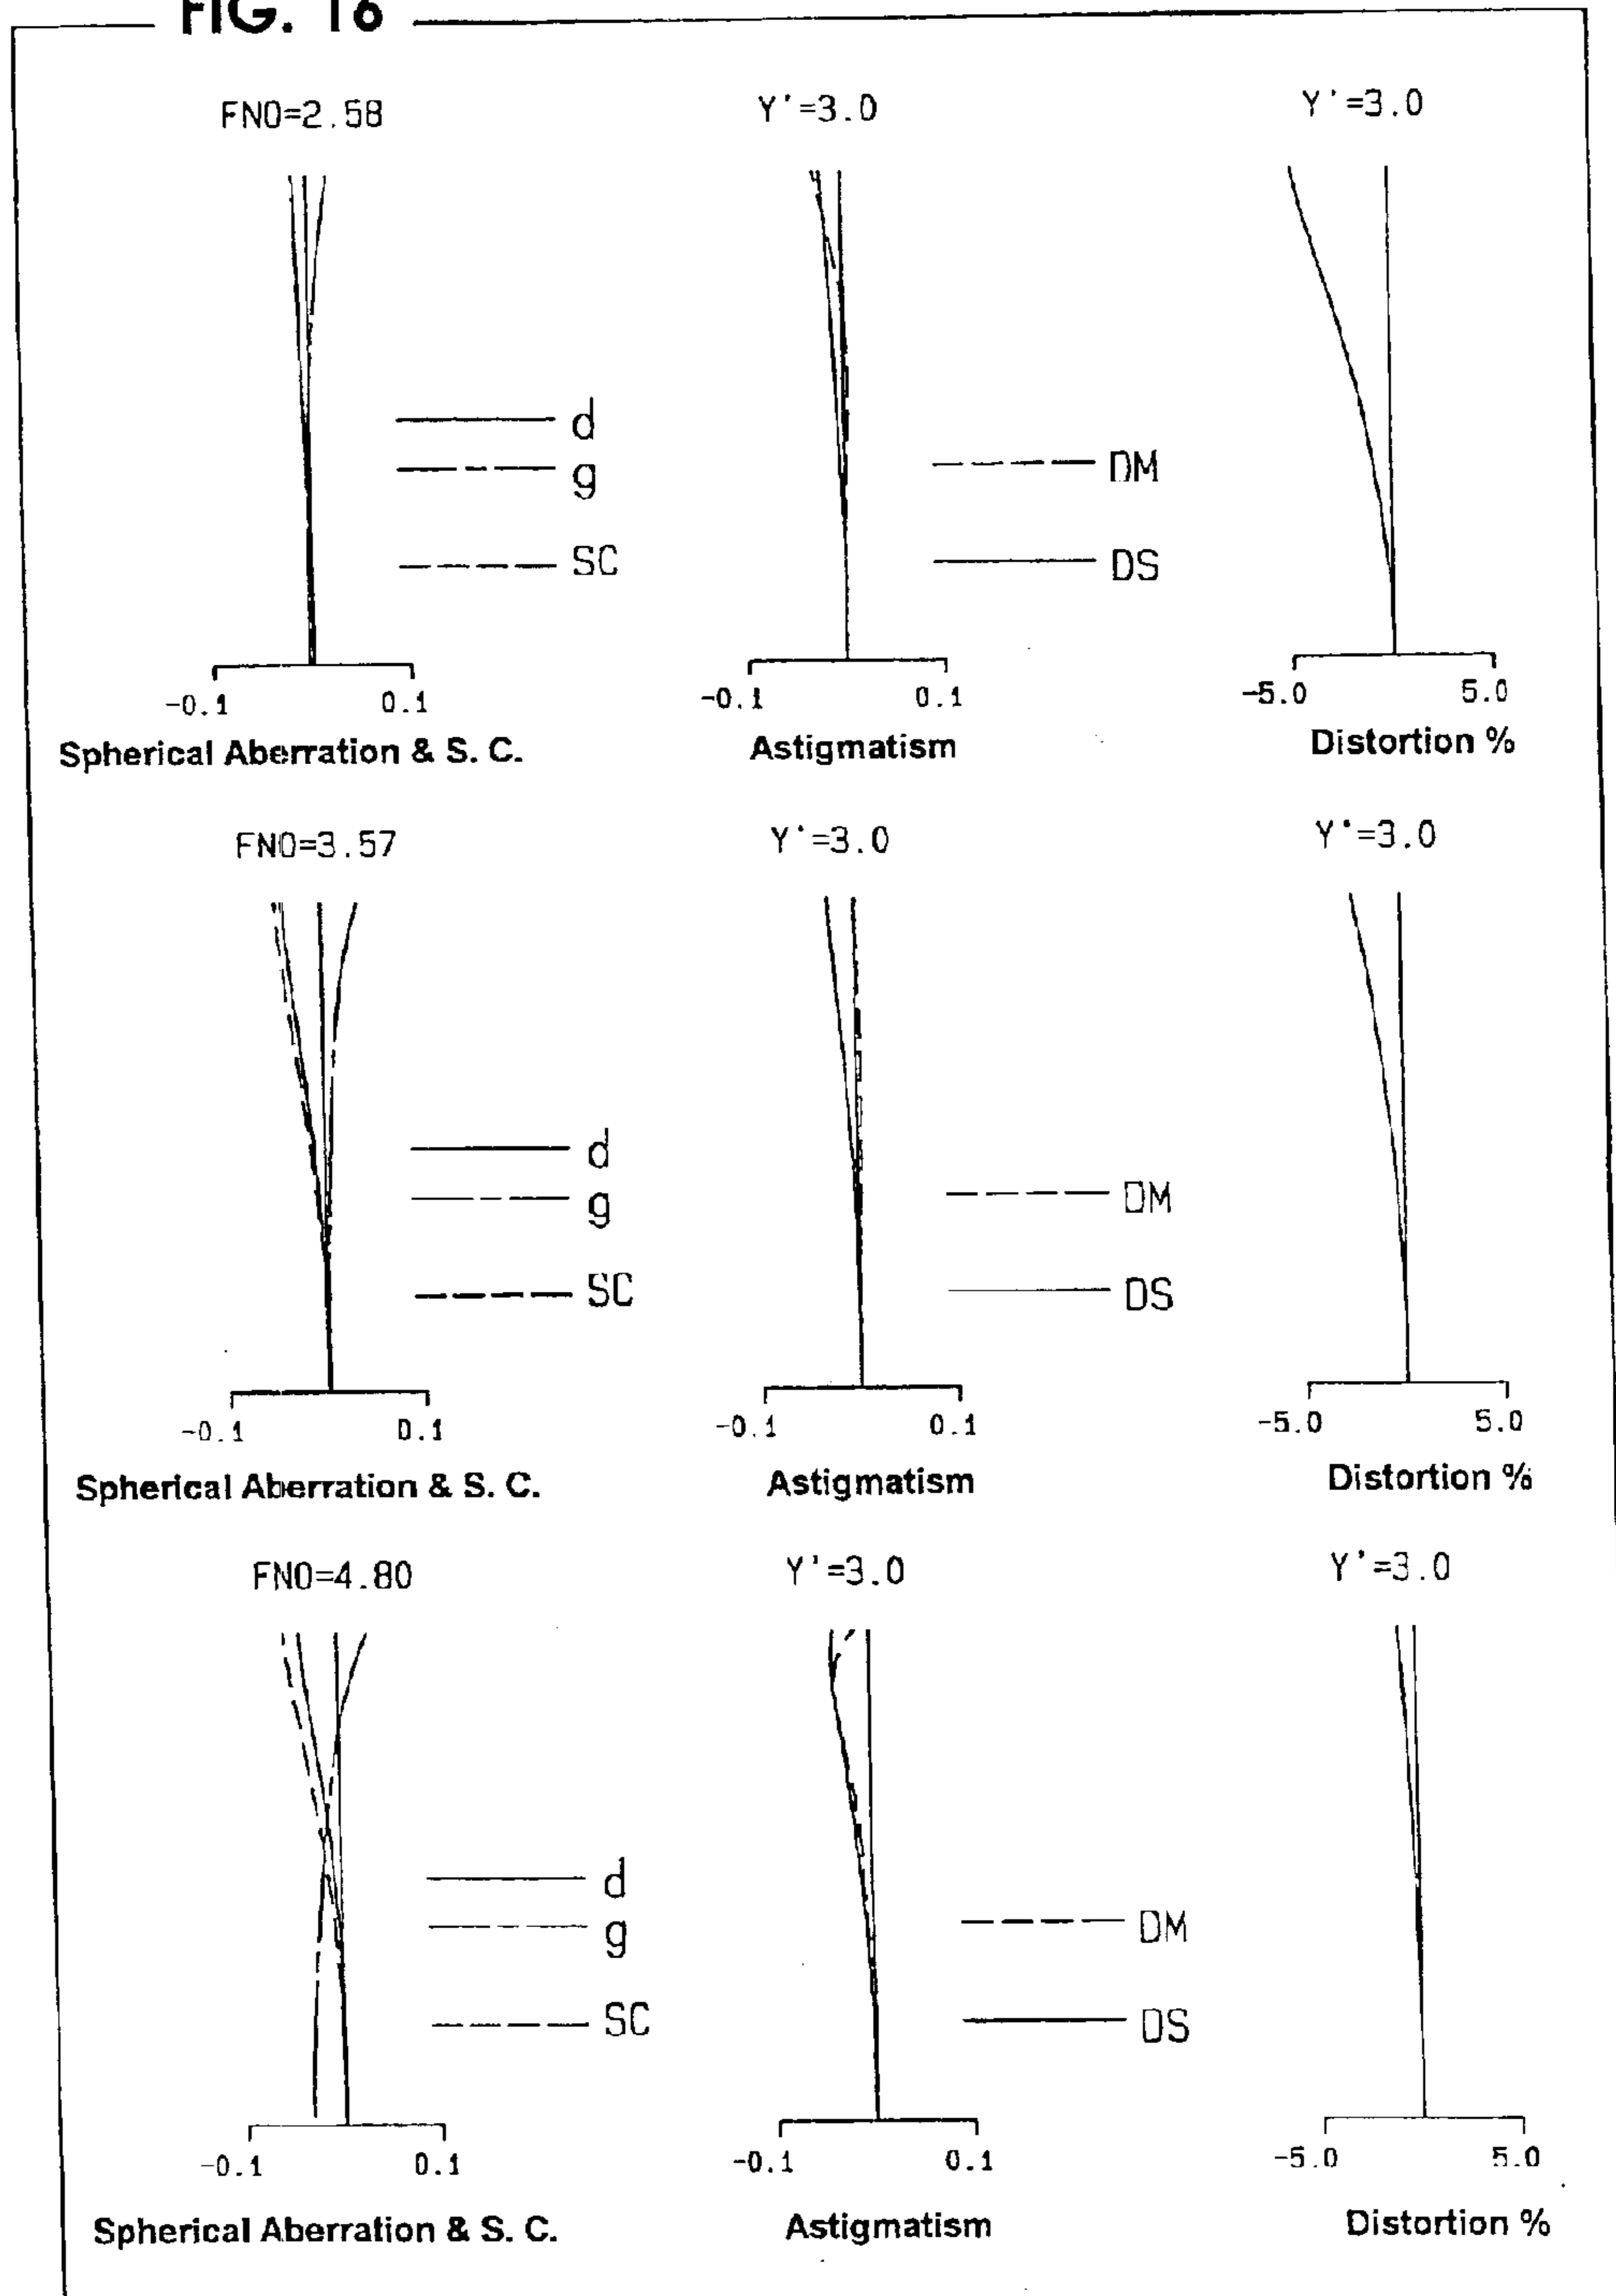 FIG. 16
FNO=2.58
Y'=3.0
Y'=3.0
d
g
SC
DM
DS
-0.1 0.1
-0.1 0.1
-5.0 5.0
Spherical Aberration & S. C.
Astigmatism
Distortion %
FNO=3.57
Y'=3.0
Y'=3.0
d
g
SC
DM
DS
-0.1 0.1
-0.1 0.1
-5.0 5.0
Spherical Aberration & S. C.
Astigmatism
Distortion %
FNO=4.80
Y'=3.0
Y'=3.0
d
g
SC
DM
DS
-0.1 0.1
-0.1 0.1
-5.0 5.0
Spherical Aberration & S. C.
Astigmatism
Distortion %